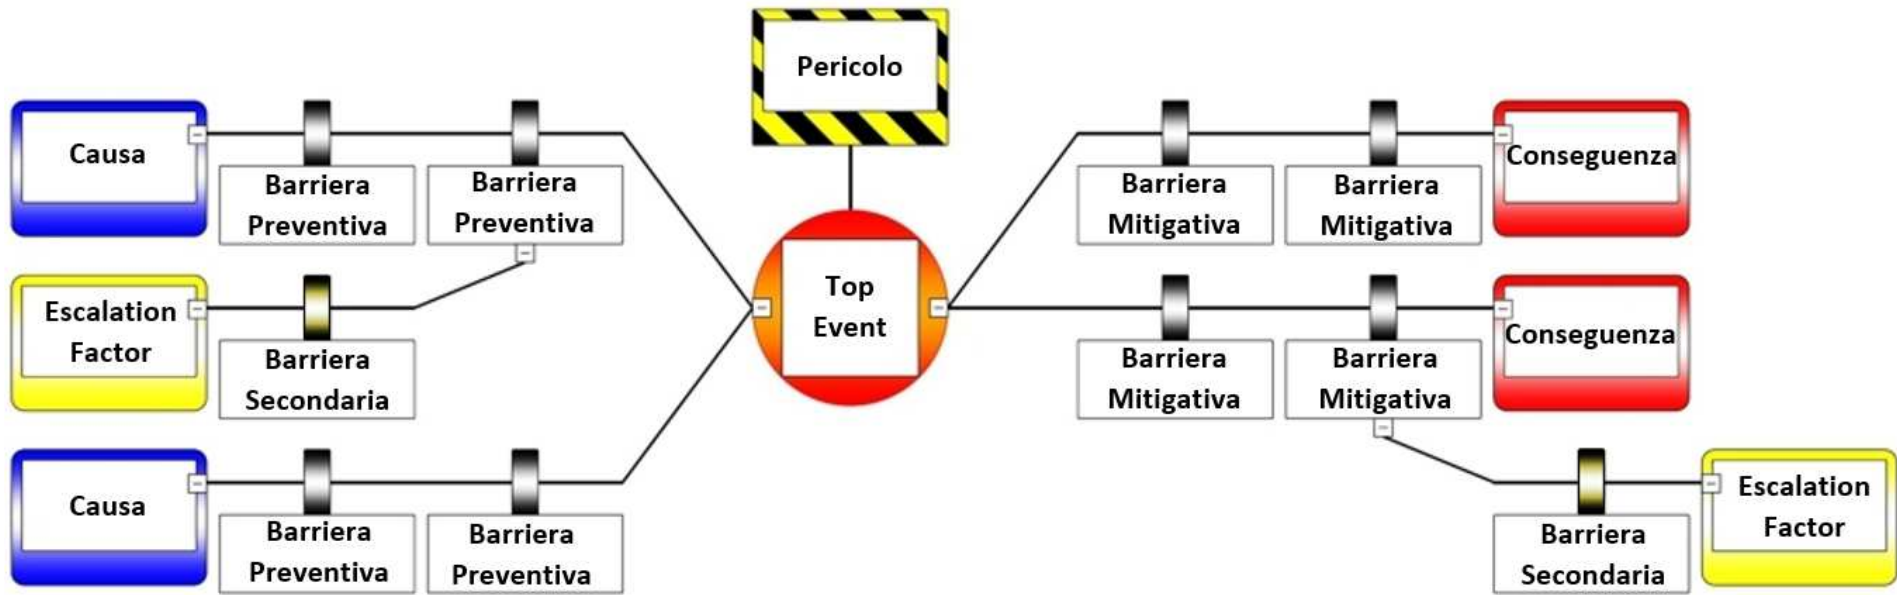 Pericolo
Causa
Barriera
Preventiva
Barriera
Preventiva
Escalation
Factor
Barriera
Secondaria
Causa
Barriera
Preventiva
Barriera
Preventiva
Top
Event
Barriera
Mitigativa
Barriera
Mitigativa
Conseguenza
Barriera
Mitigativa
Barriera
Mitigativa
Conseguenza
Barriera
Secondaria
Escalation
Factor